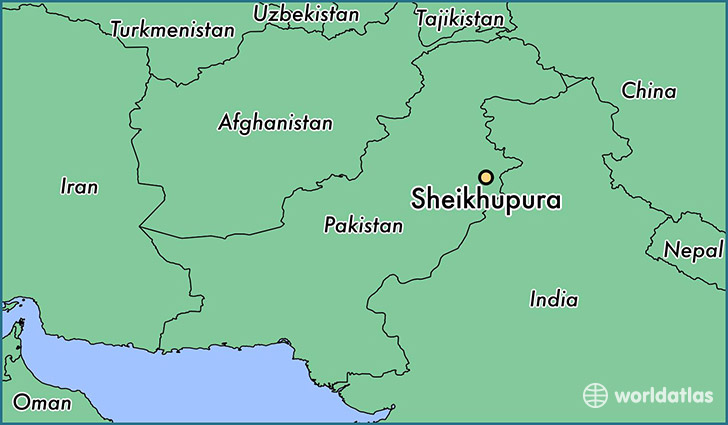 Uzbekistan
Tajikistan
Turkmenistan
China
Afghanistan
Iran
Sheikhupura
Pakistan
Nepal
India
Oman
worldatlas